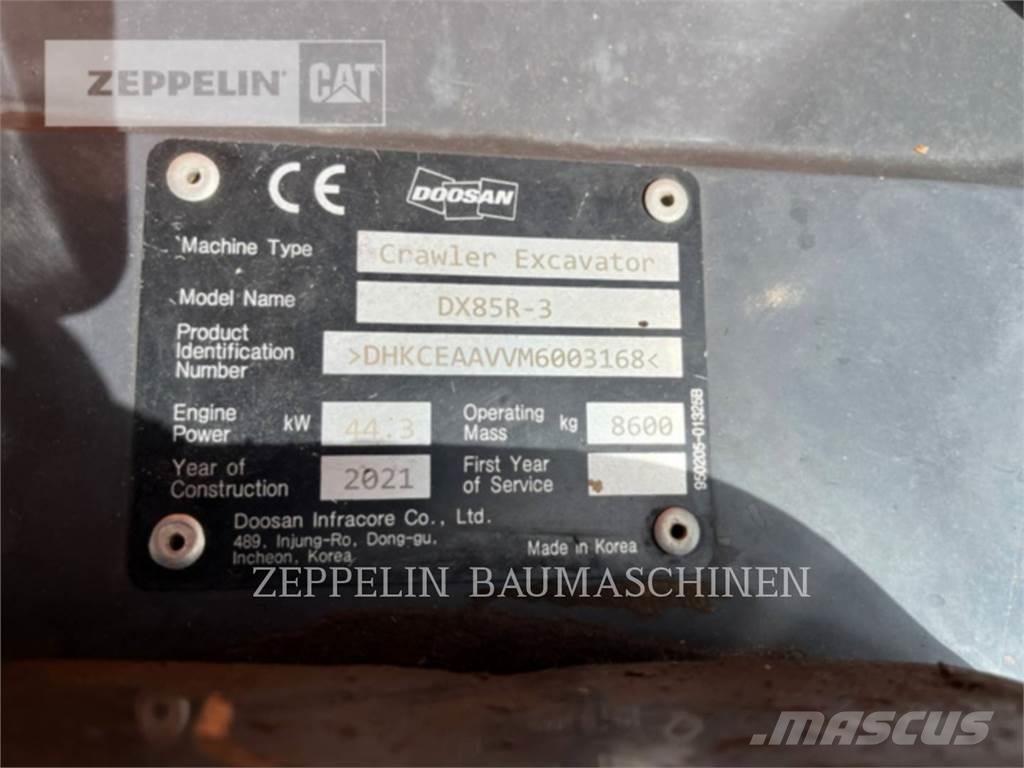 ZEPPELIN CAT
CE DOOSAN
Machine Type Crawler Excavator
Model Name DX85R-3
Product
Identification
Number >DHKCEAAVVM6003168<
Engine
Power kW 44.3 Operating
Mass kg 8600
Year of
Construction 2021 First Year
of Service
950205-01325B
Doosan Infracore Co., Ltd.
489, Injung-Ro, Dong-gu,
Incheon, Korea
Made in Korea
ZEPPELIN BAUMASCHINEN
MASCUS